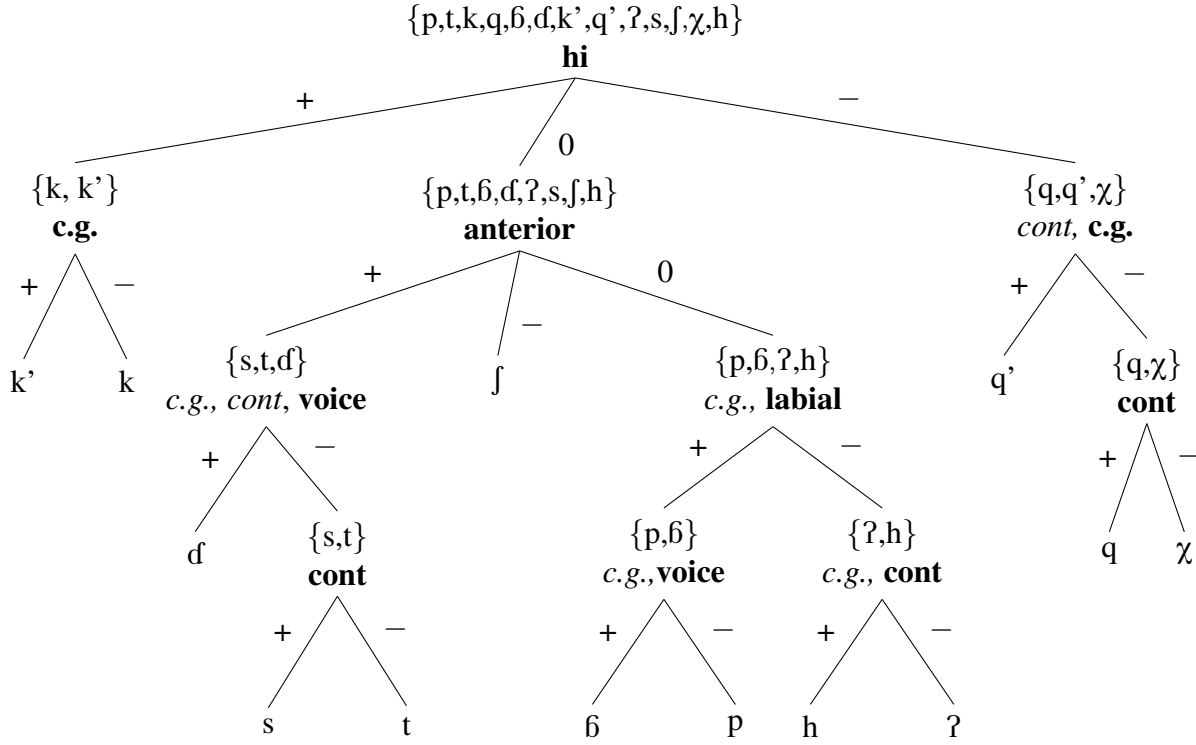 {p,t,k,q,ɓ,ɗ,k’,q’,ʔ,s,ʃ,χ,h}
hi
+ 0 –
{k, k’} {p,t,ɓ,ɗ,ʔ,s,ʃ,h} {q,q’,χ}
c.g. anterior cont, c.g.
+ – + – 0 + –
k’ k {s,t,ɗ} ʃ {p,ɓ,ʔ,h} q’ {q,χ}
c.g., cont, voice c.g., labial cont
+ – + – + –
ɗ {s,t} {p,ɓ} {ʔ,h} q χ
cont c.g.,voice c.g., cont
+ – + – + –
s t ɓ p h ʔ